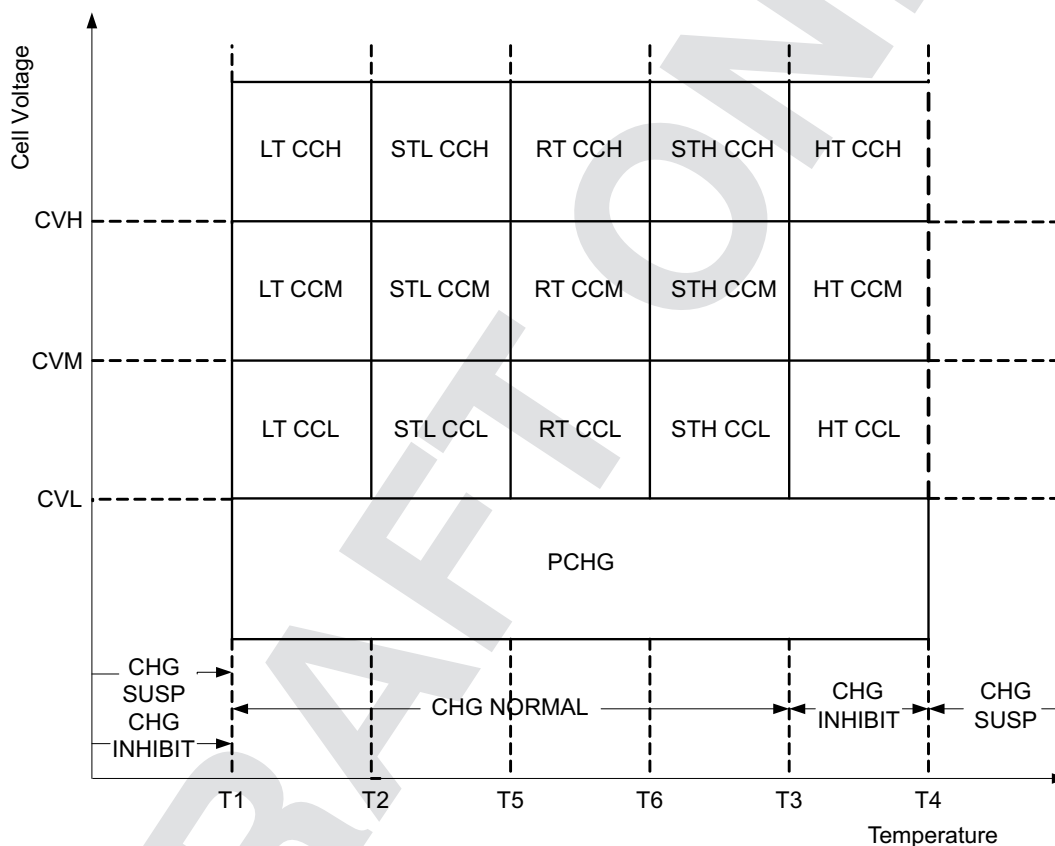 Cell Voltage
LT CCH STL CCH RT CCH STH CCH HT CCH
CVH
LT CCM STL CCM RT CCM STH CCM HT CCM
CVM
LT CCL STL CCL RT CCL STH CCL HT CCL
CVL
PCHG
CHG
SUSP
CHG
INHIBIT
CHG NORMAL
CHG
INHIBIT
CHG
SUSP
T1 T2 T5 T6 T3 T4
Temperature